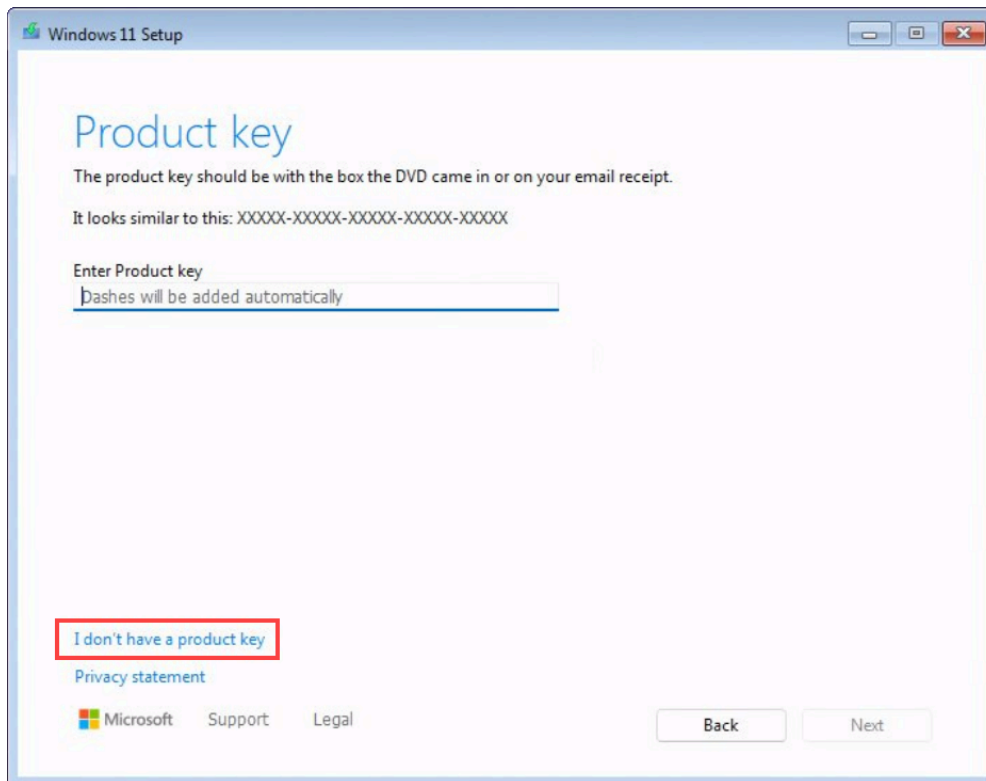 Windows 11 Setup
Product key
The product key should be with the box the DVD came in or on your email receipt.
It looks similar to this: XXXXX-XXXXX-XXXXX-XXXXX-XXXXX
Enter Product key
Dashes will be added automatically
I don't have a product key
Privacy statement
Microsoft Support Legal
Back Next